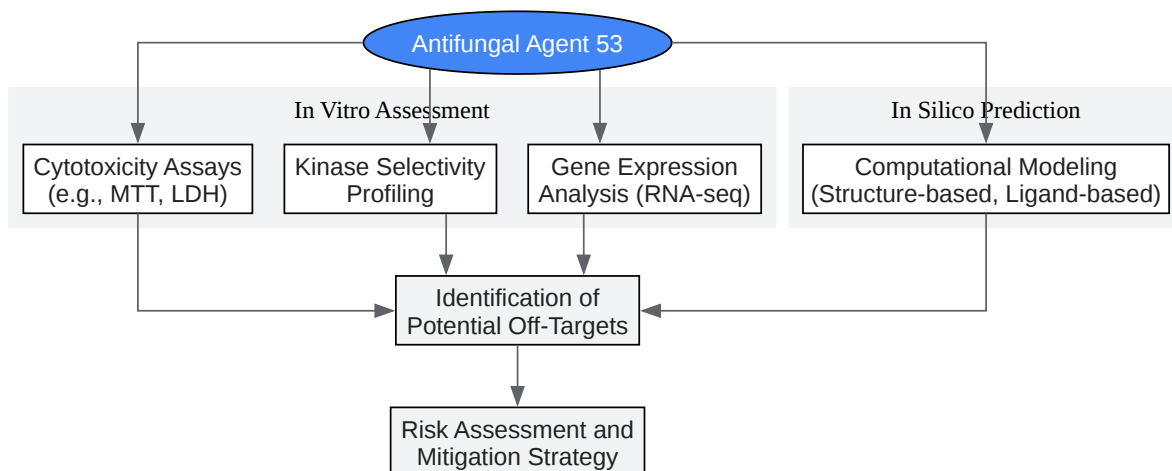 Antifungal Agent 53
In Vitro Assessment
In Silico Prediction
Cytotoxicity Assays
(e.g., MTT, LDH)
Kinase Selectivity
Profiling
Gene Expression
Analysis (RNA-seq)
Computational Modeling
(Structure-based, Ligand-based)
Identification of
Potential Off-Targets
Risk Assessment and
Mitigation Strategy